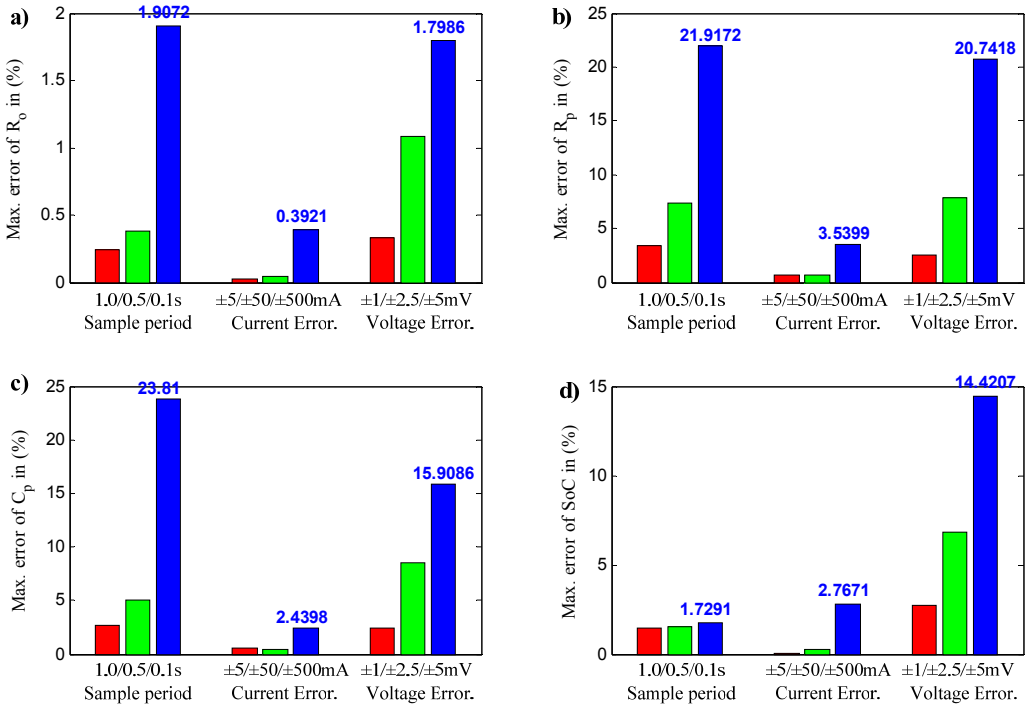 a)
Max. error of Ro in (%)
2
1.5
1
0.5
0
1.9072
0.3921
1.7986
1.0/0.5/0.1s ±5/±50/±500mA ±1/±2.5/±5mV
Sample period Current Error. Voltage Error.
b)
Max. error of Rp in (%)
25
20
15
10
5
0
21.9172
3.5399
20.7418
1.0/0.5/0.1s ±5/±50/±500mA ±1/±2.5/±5mV
Sample period Current Error. Voltage Error.
c)
Max. error of Cp in (%)
25
20
15
10
5
0
23.81
2.4398
15.9086
1.0/0.5/0.1s ±5/±50/±500mA ±1/±2.5/±5mV
Sample period Current Error. Voltage Error.
d)
Max. error of SoC in (%)
15
10
5
0
1.7291
2.7671
14.4207
1.0/0.5/0.1s ±5/±50/±500mA ±1/±2.5/±5mV
Sample period Current Error. Voltage Error.